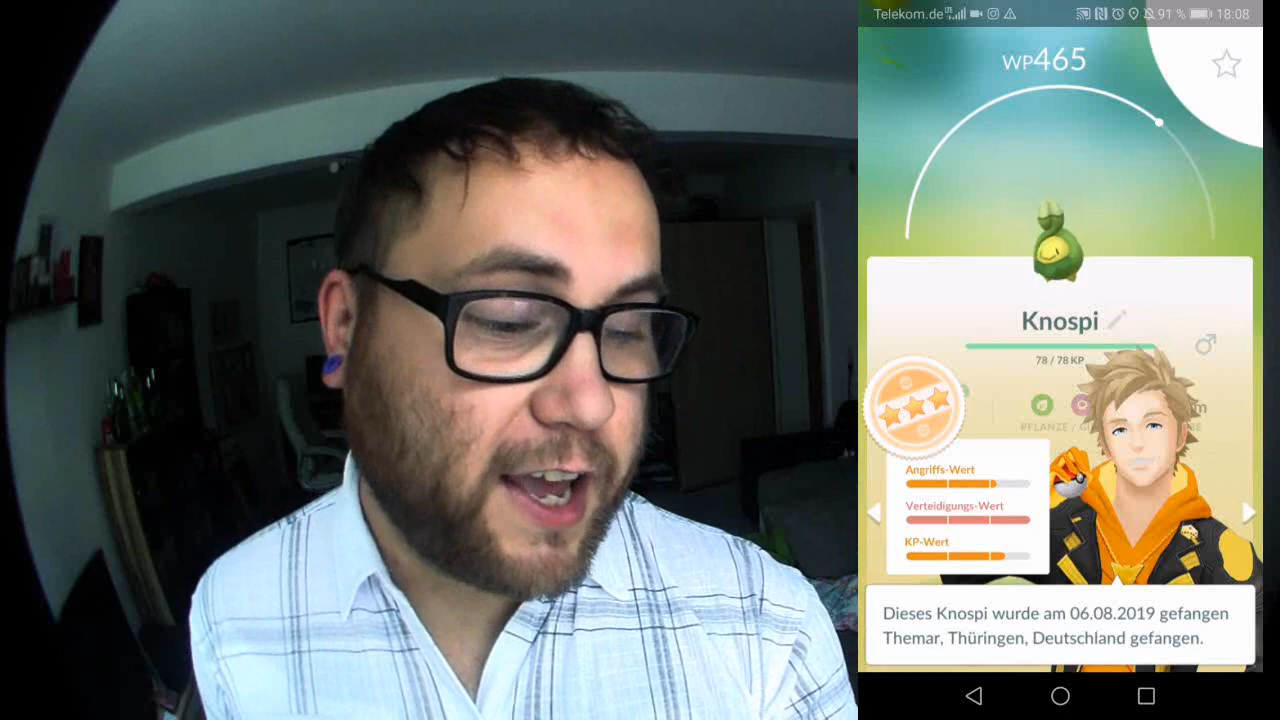 Telekom.de
91 %
18:08
WP465
Knospi
78 / 78 KP
PFLANZE /
Angriffs-Wert
Verteidigungs-Wert
KP-Wert
Dieses Knospi wurde am 06.08.2019 gefangen
Themar, Thüringen, Deutschland gefangen.